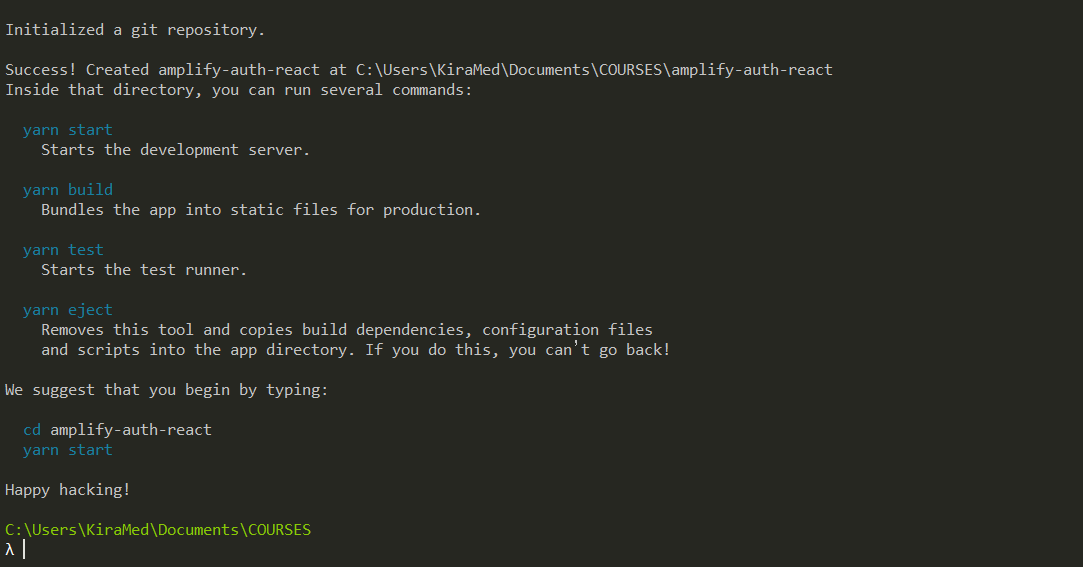 Initialized a git repository.
Success! Created amplify-auth-react at C:\Users\KiraMed\Documents\COURSES\amplify-auth-react
Inside that directory, you can run several commands:
yarn start
Starts the development server.
yarn build
Bundles the app into static files for production.
yarn test
Starts the test runner.
yarn eject
Removes this tool and copies build dependencies, configuration files
and scripts into the app directory. If you do this, you can’t go back!
We suggest that you begin by typing:
cd amplify-auth-react
yarn start
Happy hacking!
C:\Users\KiraMed\Documents\COURSES
λ